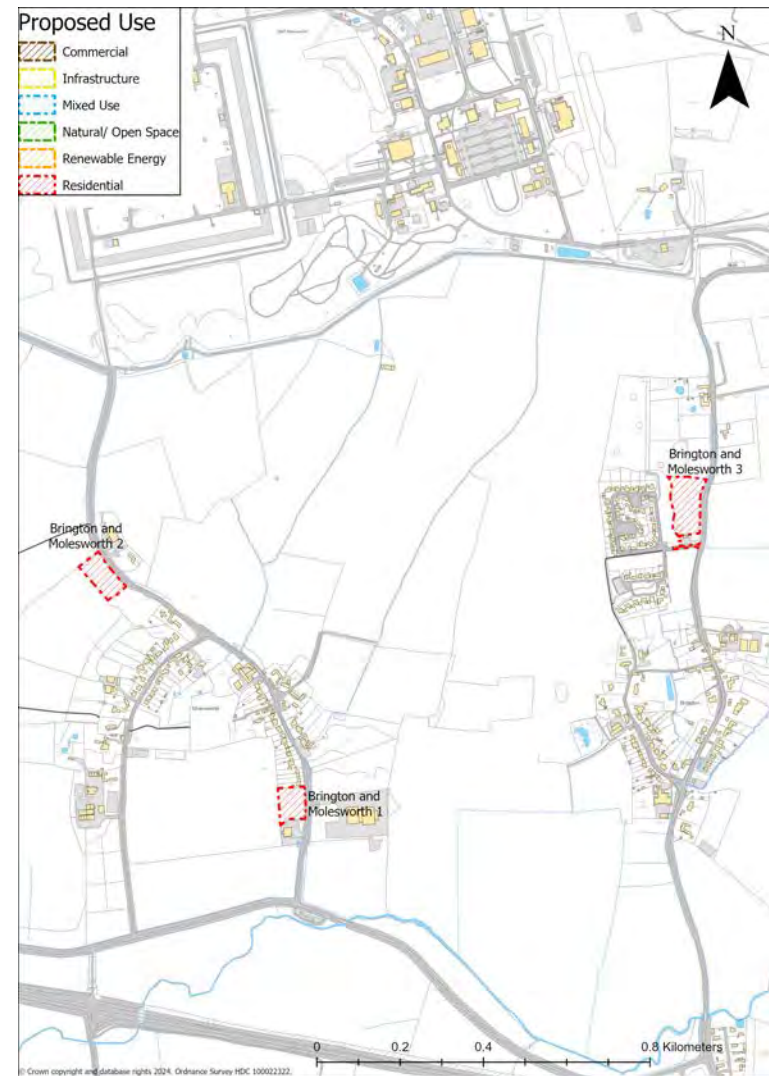 Proposed Use
Commercial
Infrastructure
Mixed Use
Natural/ Open Space
Renewable Energy
Residential
N
Brington and
Molesworth 3
Brington and
Molesworth 2
Brington and
Molesworth 1
0 0.2 0.4 0.8 Kilometers
© Crown copyright and database rights 2024. Ordnance Survey HDC 100022322.